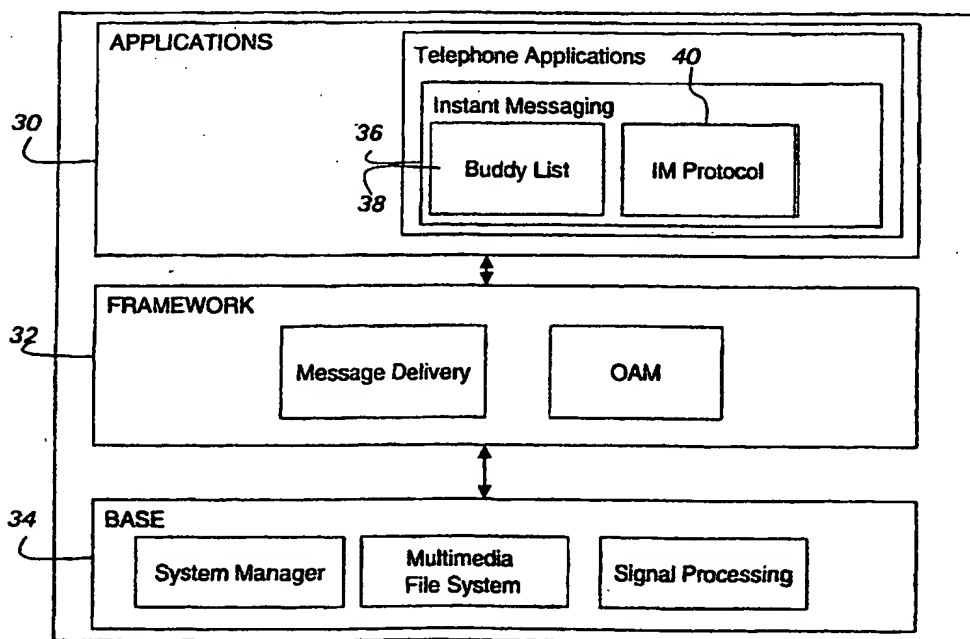 APPLICATIONS
Telephone Applications
40
Instant Messaging
30
36
38
Buddy List
IM Protocol
FRAMEWORK
32
Message Delivery
OAM
34
BASE
System Manager
Multimedia
File System
Signal Processing